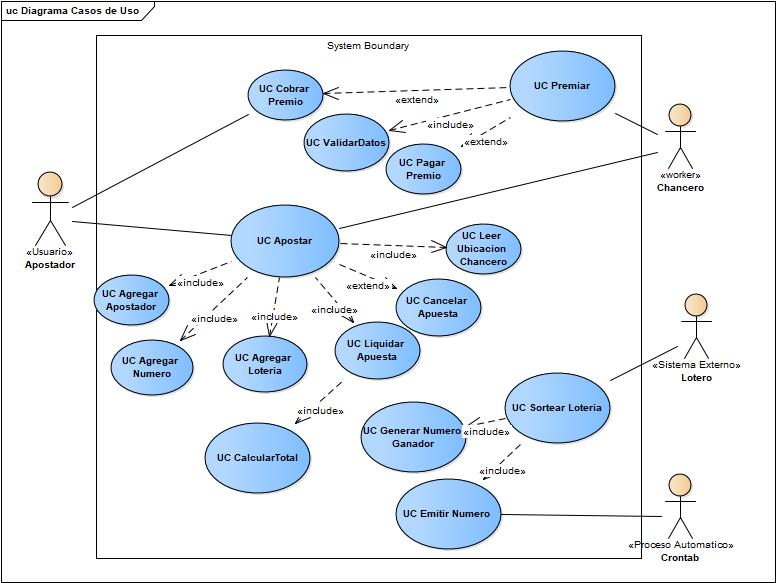 uc Diagrama Casos de Uso
System Boundary
UC Cobrar
Premio
UC Premiar
«extend»
«include»
UC ValidarDatos
«extend»
UC Pagar
Premio
«worker»
Chancero
«Usuario»
Apostador
UC Apostar
UC Leer
Ubicacion
Chancero
«include»
«include»
«extend»
UC Agregar
Apostador
UC Cancelar
Apuesta
«include»
«include»
«include»
UC Agregar
Numero
UC Agregar
Loteria
UC Liquidar
Apuesta
«Sistema Externo»
Lotero
«include»
UC Sortear Loteria
UC Generar Numero
Ganador
«include»
UC CalcularTotal
«include»
UC Emitir Numero
«Proceso Automatico»
Crontab